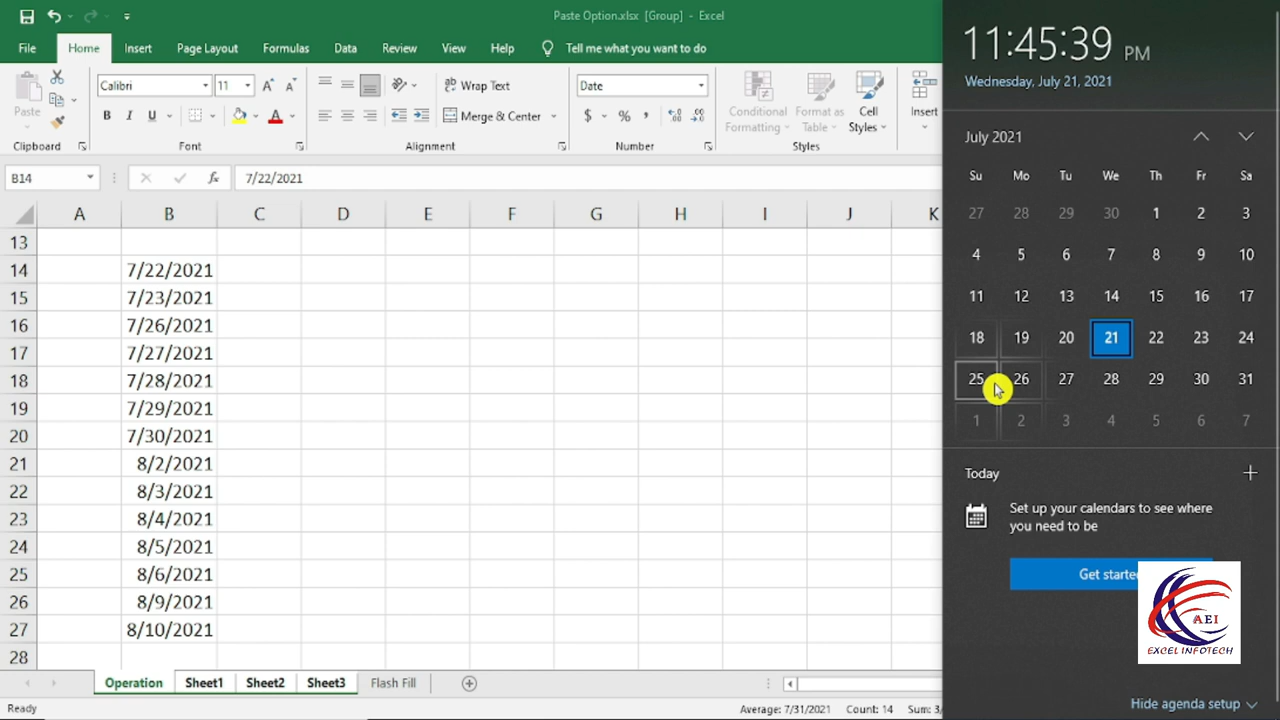 Paste Option.xlsx [Group] - Excel
File Home Insert Page Layout Formulas Data Review View Help Tell me what you want to do
Paste
Clipboard
Calibri 11
B I U
Font
Wrap Text
Merge & Center
Alignment
Date
$ % ,
Number
Conditional Formatting
Format as Table
Cell Styles
Styles
Insert
B14
fx
7/22/2021
A B C D E F G H I J K
13
14 7/22/2021
15 7/23/2021
16 7/26/2021
17 7/27/2021
18 7/28/2021
19 7/29/2021
20 7/30/2021
21 8/2/2021
22 8/3/2021
23 8/4/2021
24 8/5/2021
25 8/6/2021
26 8/9/2021
27 8/10/2021
28
Operation Sheet1 Sheet2 Sheet3 Flash Fill
Ready
Average: 7/31/2021 Count: 14 Sum: 3/
11:45:39 PM
Wednesday, July 21, 2021
July 2021
Su Mo Tu We Th Fr Sa
27 28 29 30 1 2 3
4 5 6 7 8 9 10
11 12 13 14 15 16 17
18 19 20 21 22 23 24
25 26 27 28 29 30 31
1 2 3 4 5 6 7
Today
Set up your calendars to see where
you need to be
Get starte
AEI
EXCEL INFOTECH
Hide agenda setup